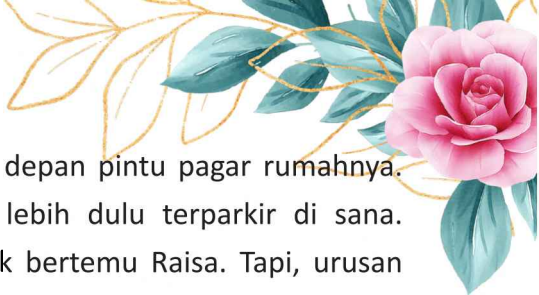 depan pintu pagar rumahnya.
lebih dulu terparkir di sana.
bertemu Raisa. Tapi, urusan